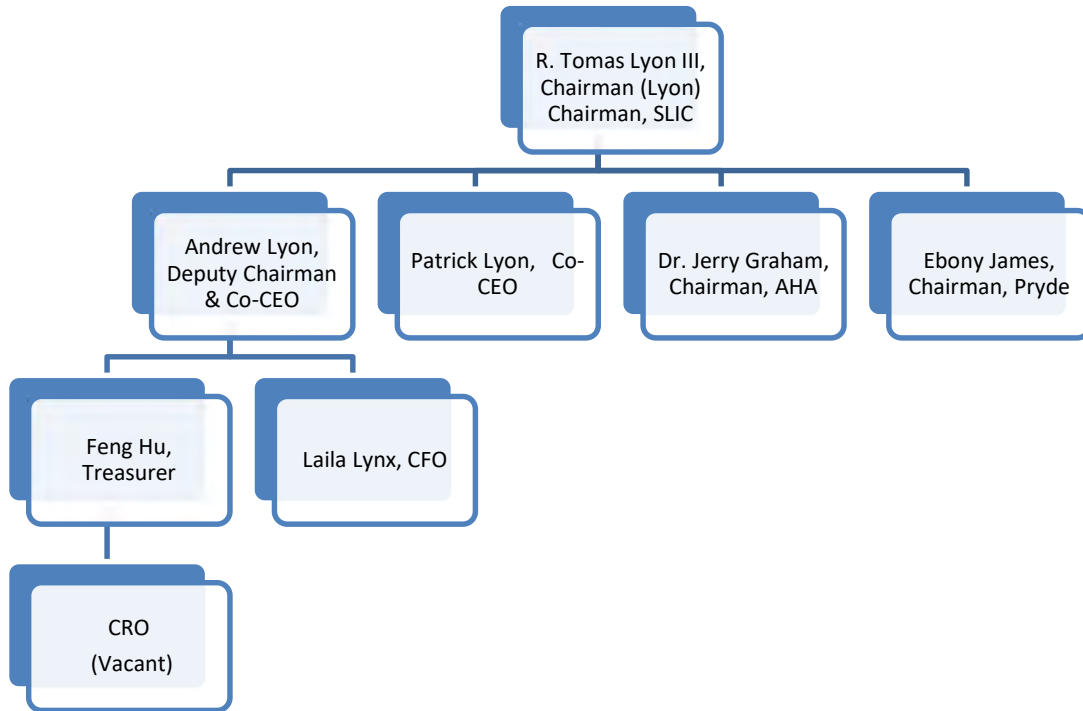 R. Tomas Lyon III,
Chairman (Lyon)
Chairman, SLIC
Andrew Lyon,
Deputy Chairman
& Co-CEO
Patrick Lyon, Co-
CEO
Dr. Jerry Graham,
Chairman, AHA
Ebony James,
Chairman, Pryde
Feng Hu,
Treasurer
Laila Lynx, CFO
CRO
(Vacant)